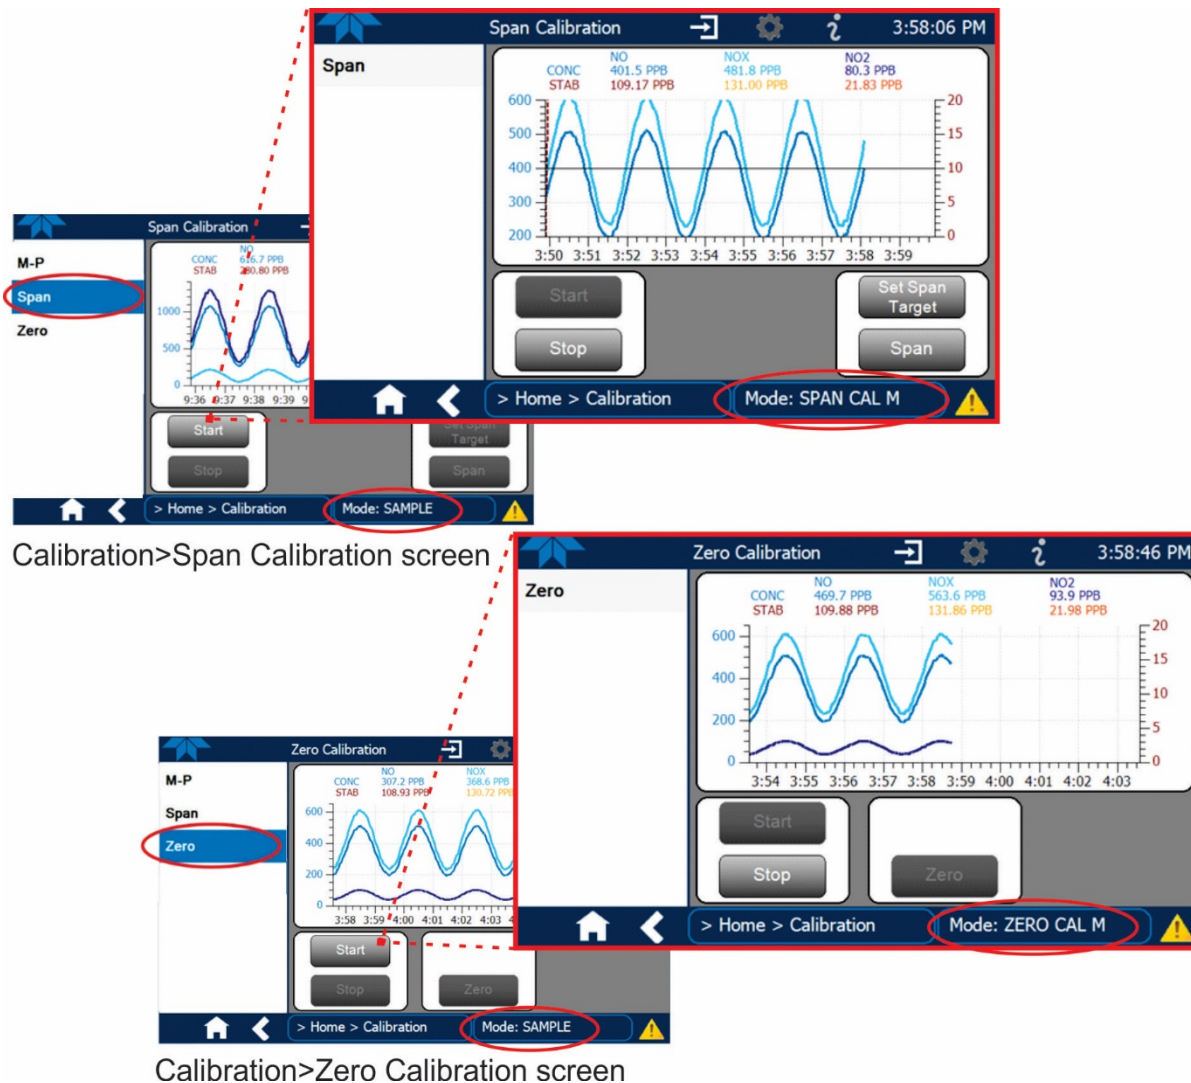 Span Calibration 3:58:06 PM
Span
NO NOX NO2
CONC 401.5 PPB 481.8 PPB 80.3 PPB
STAB 109.17 PPB 131.00 PPB 21.83 PPB
600 20
500 15
400 10
300 5
200 0
3:50 3:51 3:52 3:53 3:54 3:55 3:56 3:57 3:58 3:59
Start Set Span
Target
Stop Span
> Home > Calibration Mode: SPAN CAL M
Span Calibration
M-P
Span
Zero
NO
CONC 616.7 PPB
STAB
1000
500
0
9:36 9:37 9:38 9:39
Start Set Span
Target
Stop Span
> Home > Calibration Mode: SAMPLE
Calibration>Span Calibration screen
Zero Calibration 3:58:46 PM
Zero
NO NOX NO2
CONC 469.7 PPB 563.6 PPB 93.9 PPB
STAB 109.88 PPB 131.86 PPB 21.98 PPB
600 20
15
400 10
200 5
0 0
3:54 3:55 3:56 3:57 3:58 3:59 4:00 4:01 4:02 4:03
Start
Stop Zero
> Home > Calibration Mode: ZERO CAL M
Zero Calibration
M-P
Span
Zero
NO NOX
CONC 307.2 PPB 368.6 PPB
STAB 108.93 PPB 130.72 PPB
600
400
200
0
3:58 3:59 4:00 4:01 4:02 4:03
Start
Stop Zero
> Home > Calibration Mode: SAMPLE
Calibration>Zero Calibration screen